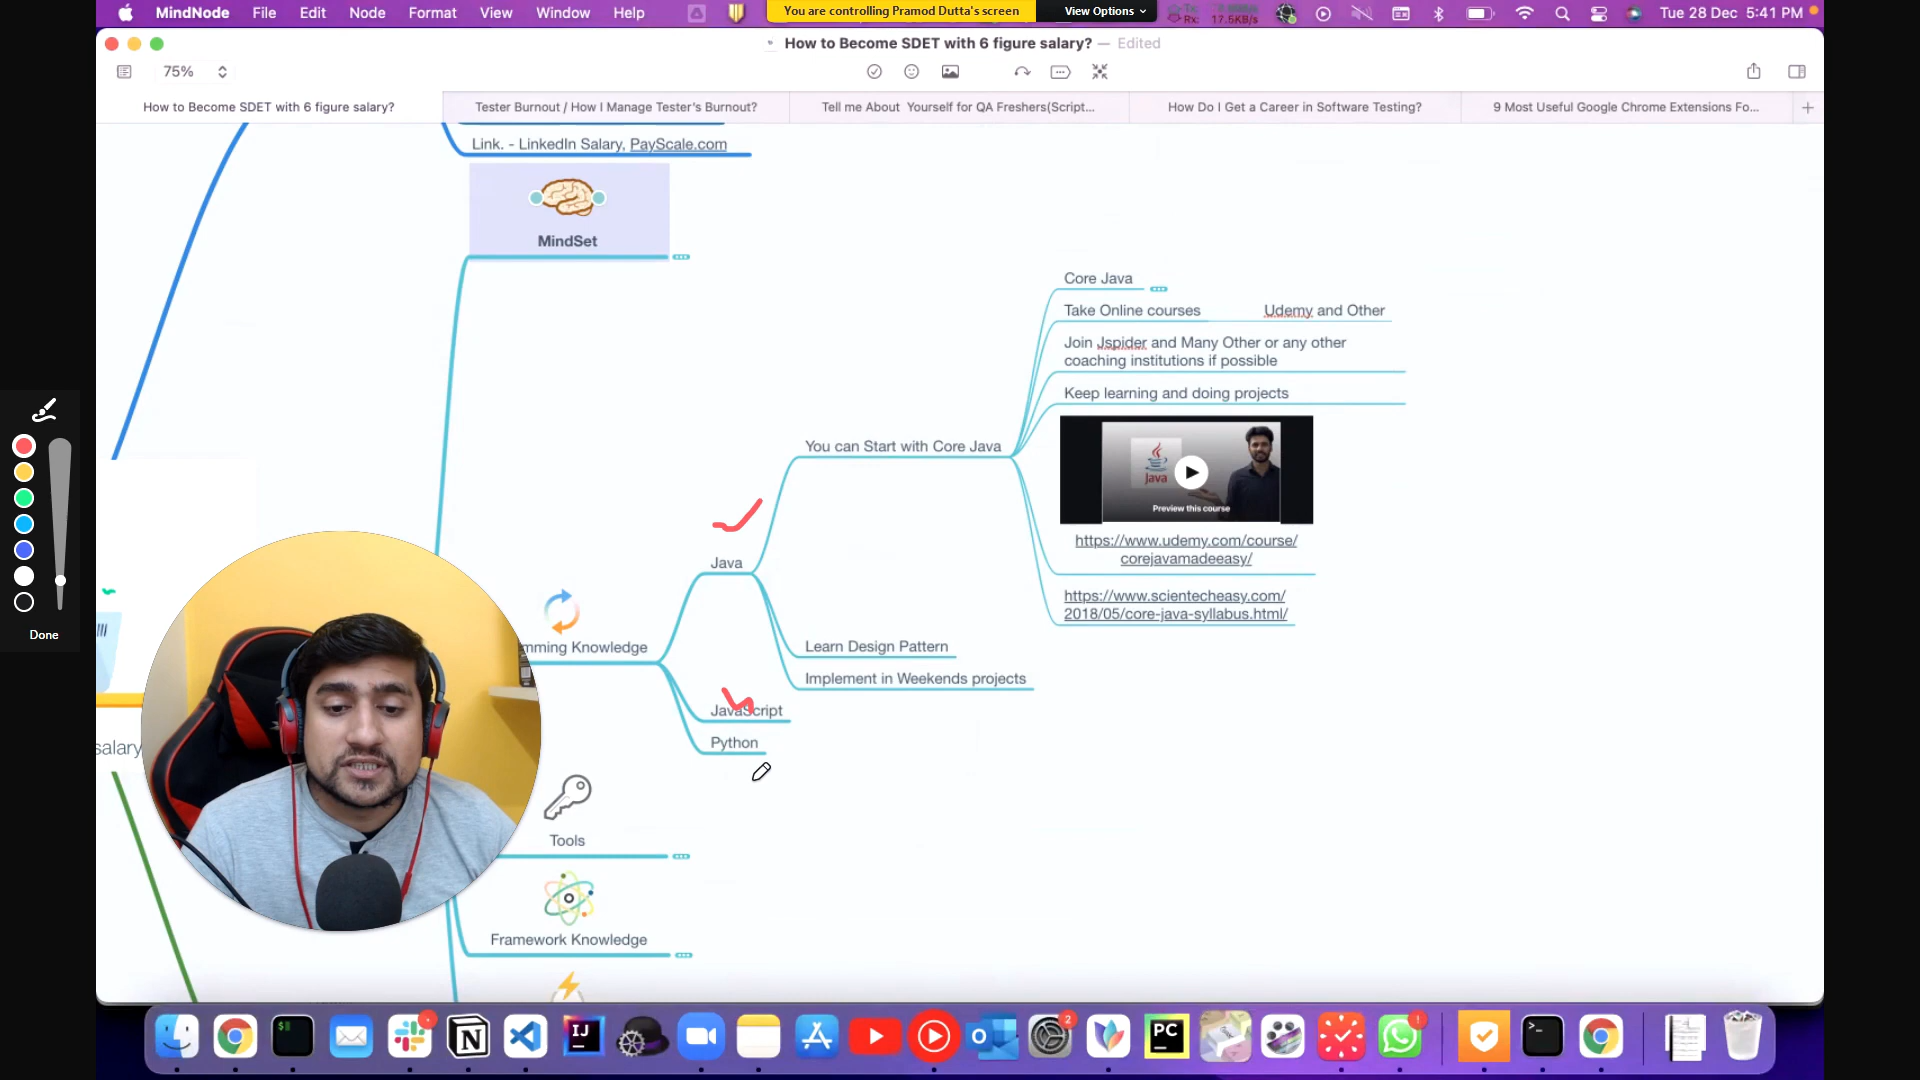 MindNode File Edit Node Format View Window Help
You are controlling Pramod Dutta's screen
View Options
Tue 28 Dec 5:41 PM
How to Become SDET with 6 figure salary? — Edited
75%
How to Become SDET with 6 figure salary?
Tester Burnout / How I Manage Tester's Burnout?
Tell me About Yourself for QA Freshers(Script...
How Do I Get a Career in Software Testing?
9 Most Useful Google Chrome Extensions Fo...
Link. - LinkedIn Salary, PayScale.com
MindSet
Core Java
Take Online courses
Udemy and Other
Join Jspider and Many Other or any other
coaching institutions if possible
Keep learning and doing projects
You can Start with Core Java
Java
Preview this course
https://www.udemy.com/course/
corejavamadeeasy/
https://www.scientecheasy.com/
2018/05/core-java-syllabus.html/
Java
mming Knowledge
Learn Design Pattern
Implement in Weekends projects
JavaScript
Python
salary
Done
Tools
Framework Knowledge
IJ
PC
2